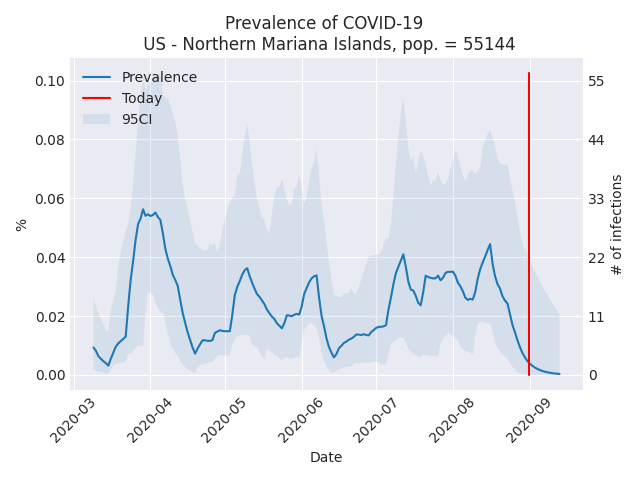 Prevalence of COVID-19
US - Northern Mariana Islands, pop. = 55144
Prevalence
Today
95CI
0.10
0.08
0.06
0.04
0.02
0.00
%
55
44
33
22
11
0
# of infections
2020-03
2020-04
2020-05
2020-06
2020-07
2020-08
2020-09
Date